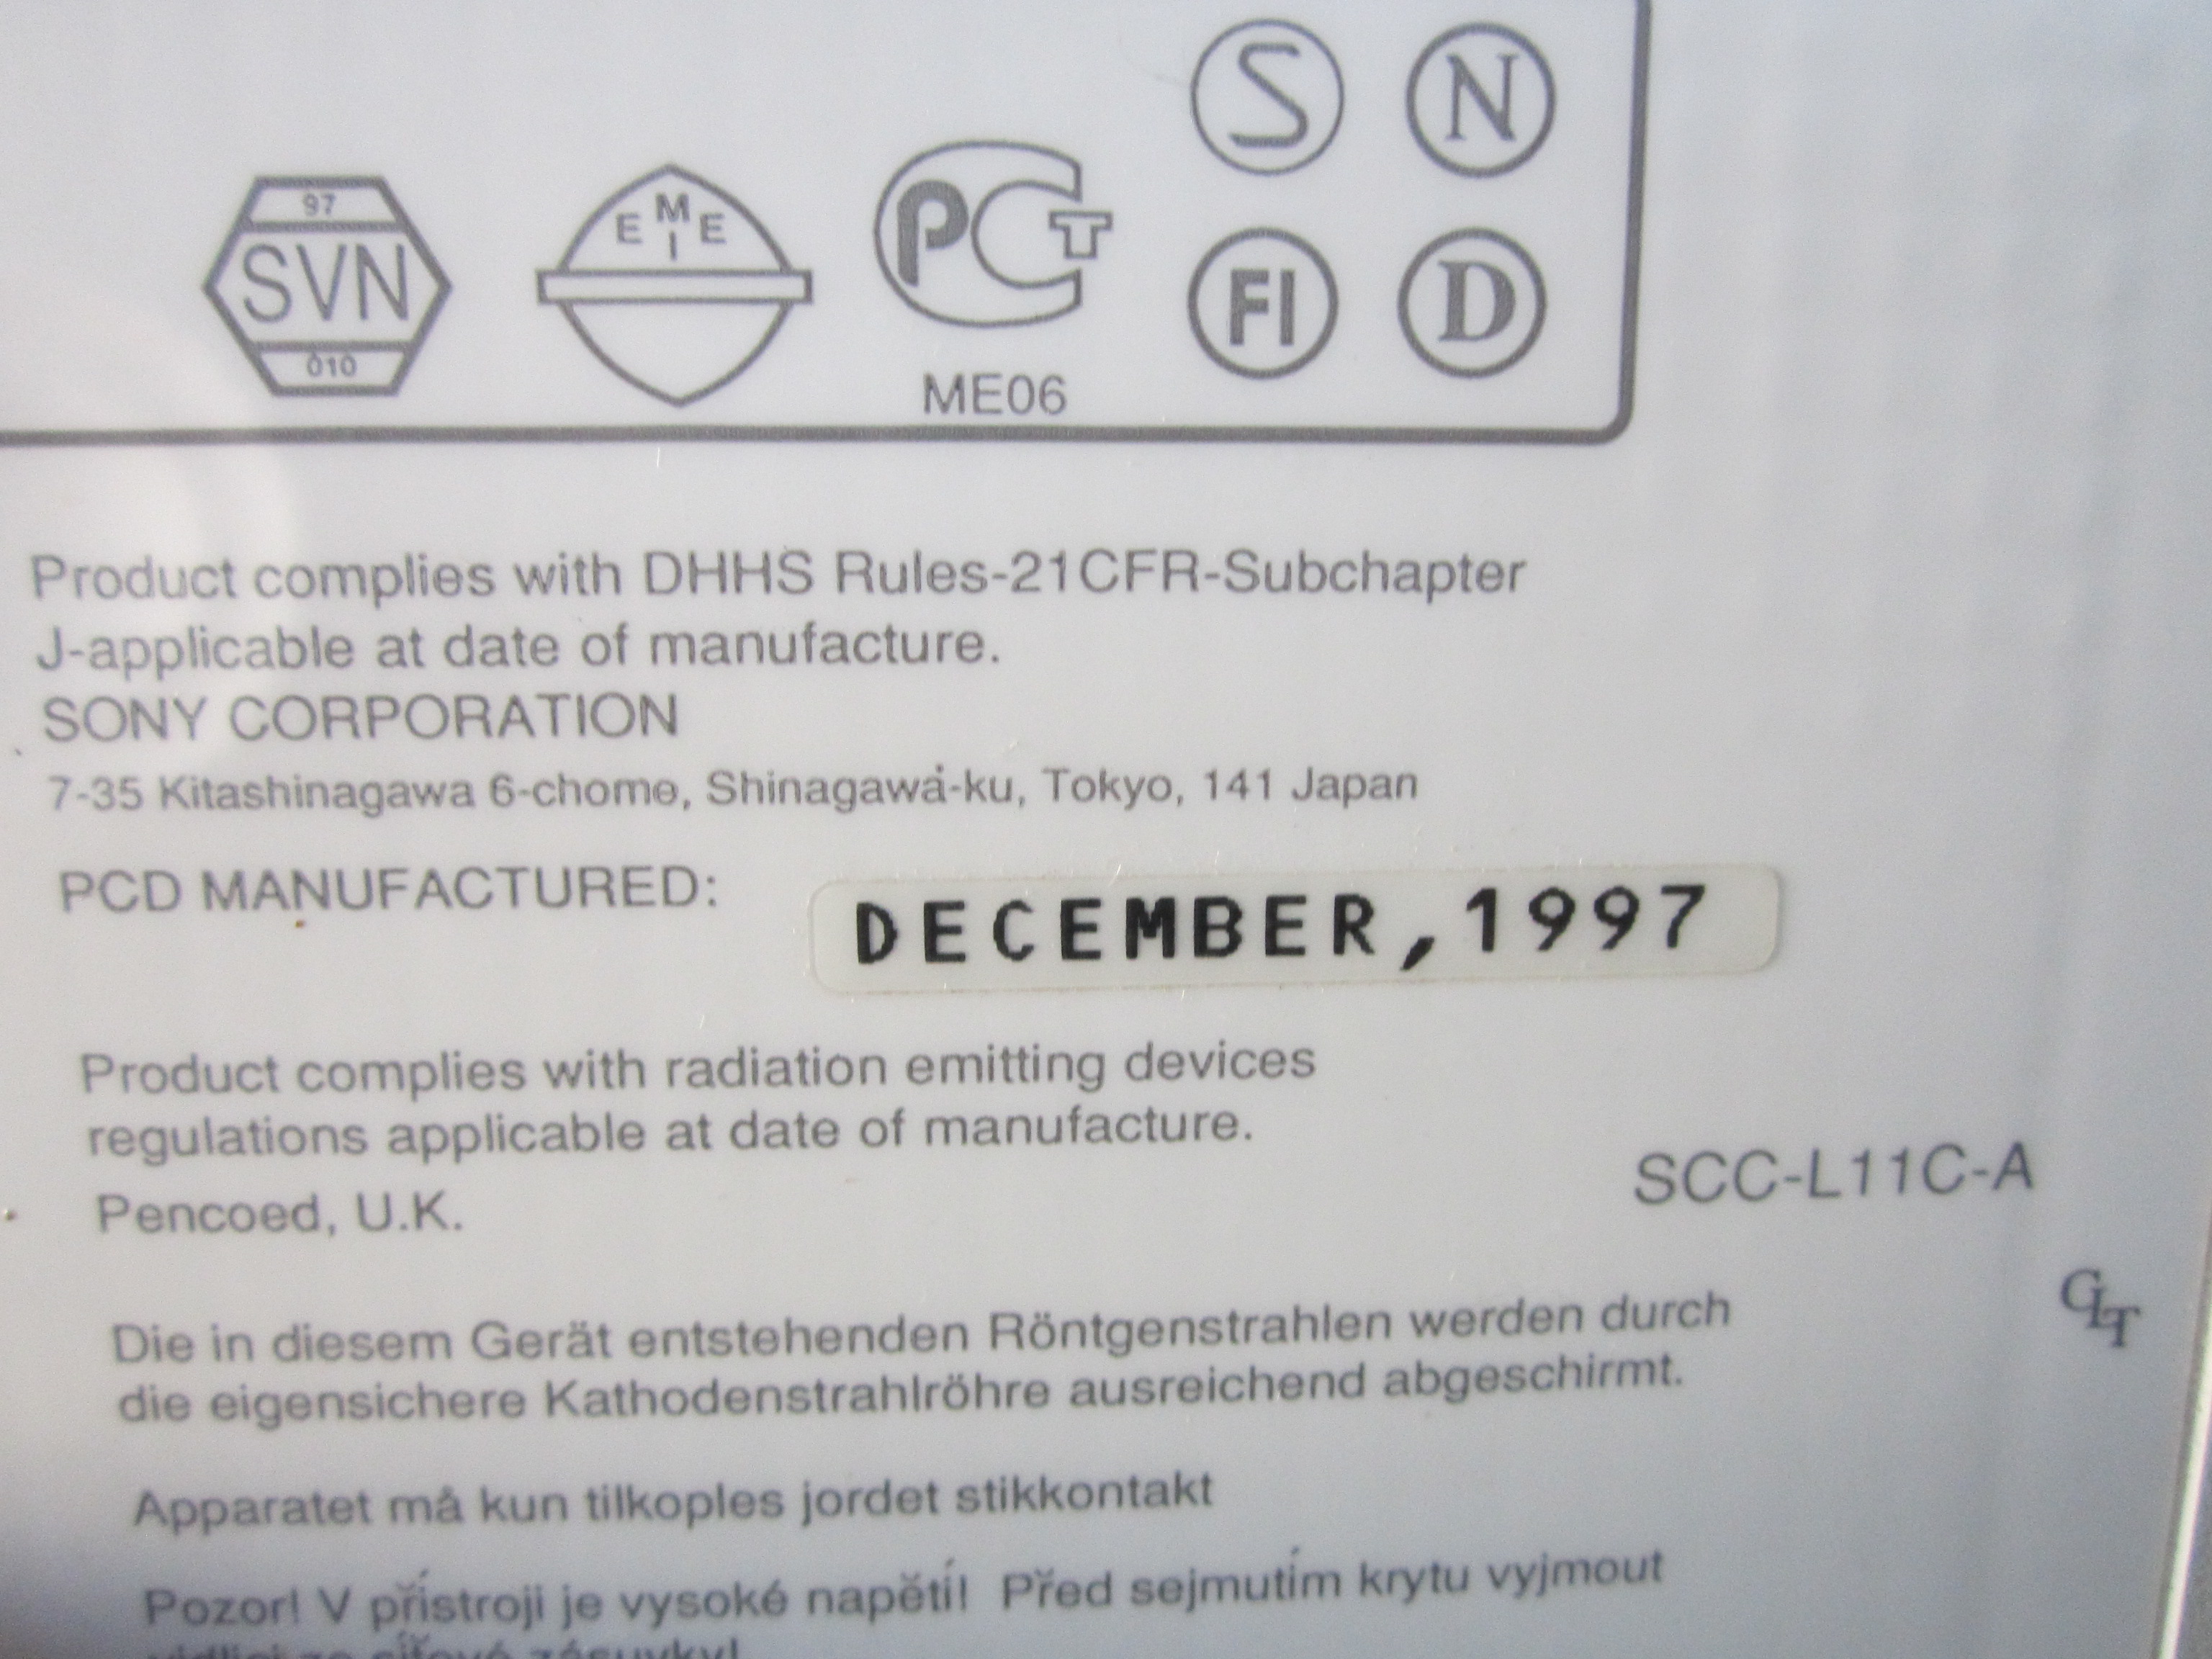 S N
97
SVN
010
E M E
I
PCT
FI D
ME06
Product complies with DHHS Rules-21CFR-Subchapter
J-applicable at date of manufacture.
SONY CORPORATION
7-35 Kitashinagawa 6-chome, Shinagawa-ku, Tokyo, 141 Japan
PCD MANUFACTURED: DECEMBER,1997
Product complies with radiation emitting devices
regulations applicable at date of manufacture.
Pencoed, U.K.
SCC-L11C-A
GLT
Die in diesem Gerät entstehenden Röntgenstrahlen werden durch
die eigensichere Kathodenstrahlröhre ausreichend abgeschirmt.
Apparatet må kun tilkoples jordet stikkontakt
Pozor! V přístroji je vysoké napětí! Před sejmutím krytu vyjmout